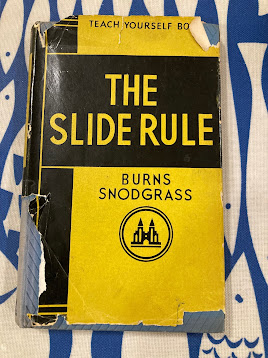 TEACH YOURSELF BO
THE
SLIDE RULE
BURNS
SNODGRASS